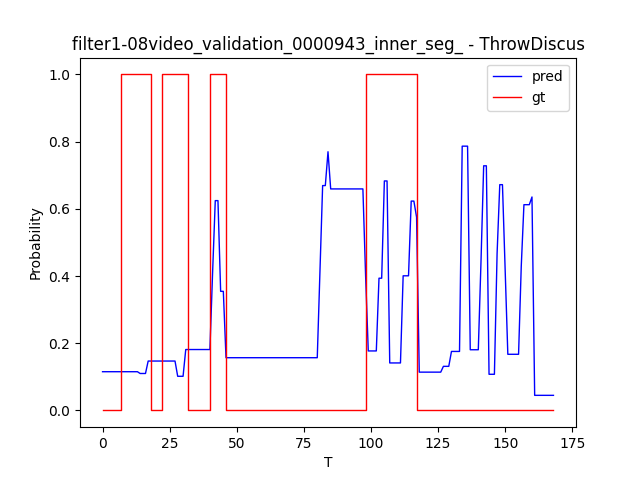 filter1-08video_validation_0000943_inner_seg_ - ThrowDiscus
pred
gt
1.0
0.8
0.6
0.4
0.2
0.0
Probability
0
25
50
75
100
125
150
175
T